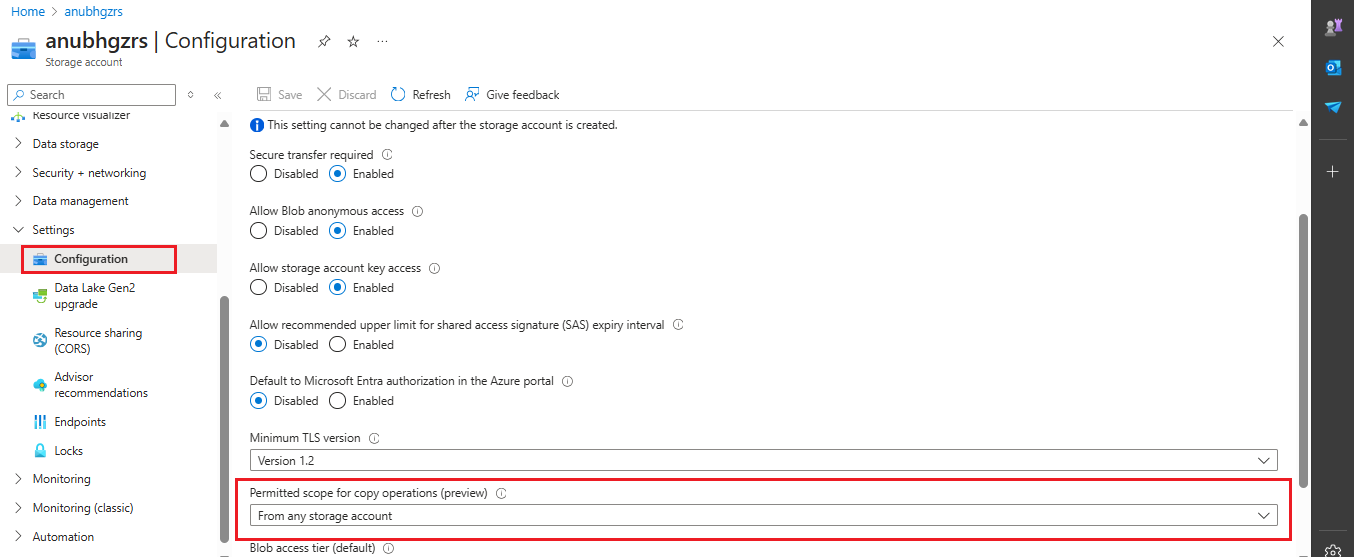 Home > anubhgzrs
anubhgzrs | Configuration
Storage account
Search
Resource visualizer
Data storage
Security + networking
Data management
Settings
Configuration
Data Lake Gen2
upgrade
Resource sharing
(CORS)
Advisor
recommendations
Endpoints
Locks
Monitoring
Monitoring (classic)
Automation
Save Discard Refresh Give feedback
This setting cannot be changed after the storage account is created.
Secure transfer required
Disabled Enabled
Allow Blob anonymous access
Disabled Enabled
Allow storage account key access
Disabled Enabled
Allow recommended upper limit for shared access signature (SAS) expiry interval
Disabled Enabled
Default to Microsoft Entra authorization in the Azure portal
Disabled Enabled
Minimum TLS version
Version 1.2
Permitted scope for copy operations (preview)
From any storage account
Blob access tier (default)